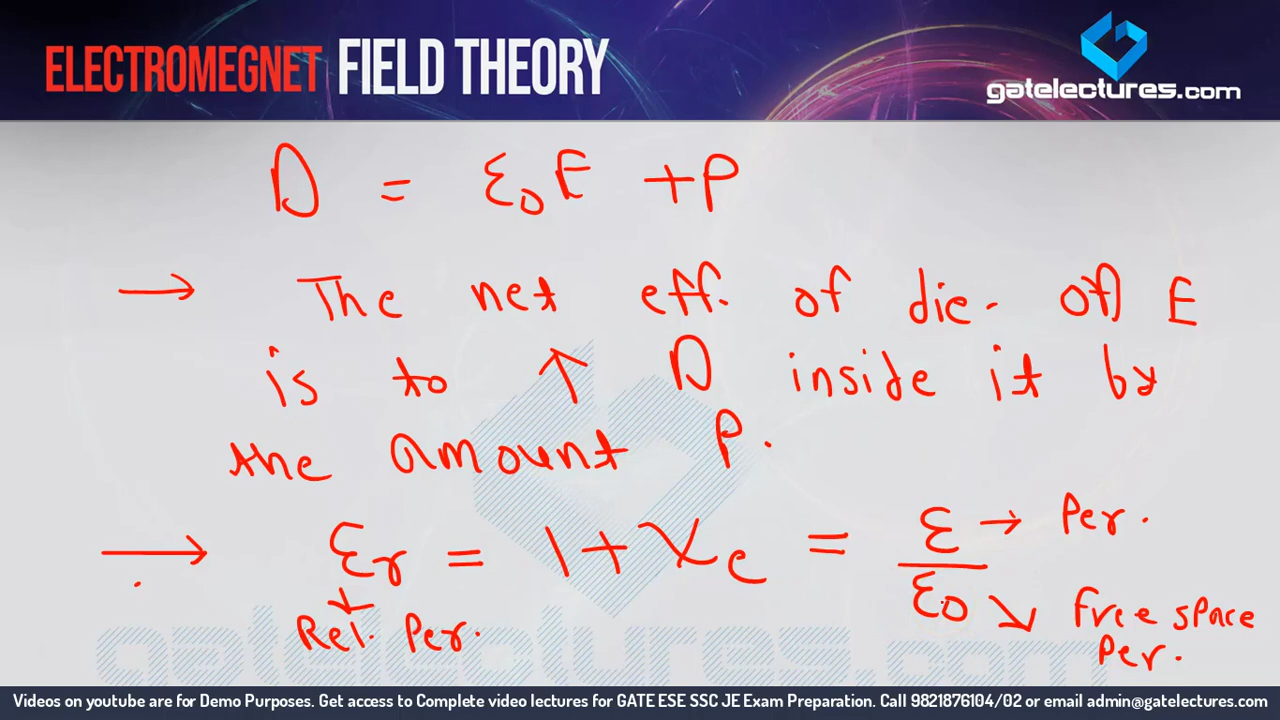 ELECTROMEGNET FIELD THEORY
gatelectures.com
D = ε₀E + P
→ The net eff. of die. on E
is to ↑ D inside it by
the amount P.
→ εr = 1 + χe = ε/ε₀
ε → Per.
ε₀ ↘ Free space
Per.
Rel. Per.
gatelectures.com
Videos on youtube are for Demo Purposes. Get access to Complete video lectures for GATE ESE SSC JE Exam Preparation. Call 9821876104/02 or email admin@gatelectures.com